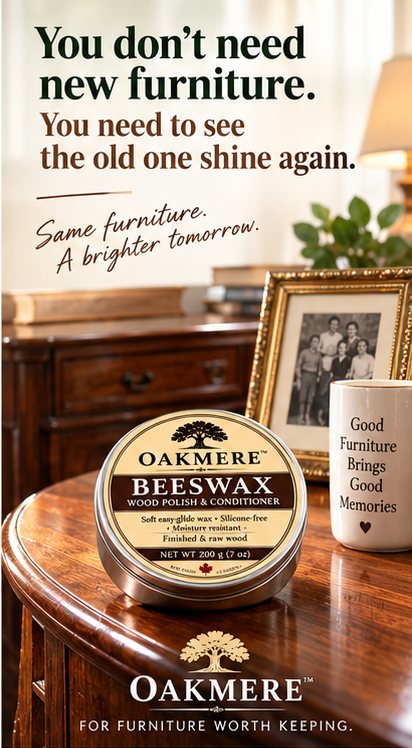 You don't need
new furniture.
You need to see
the old one shine again.
Same furniture.
A brighter tomorrow.
OAKMERE™
BEESWAX
WOOD POLISH & CONDITIONER
Soft easy-glide wax • Silicone-free
• Moisture resistant •
Finished & raw wood
NET WT 200 g (7 oz)
Good
Furniture
Brings
Good
Memories
OAKMERE™
FOR FURNITURE WORTH KEEPING.